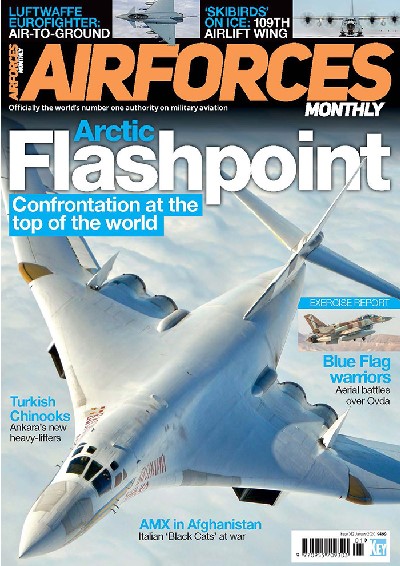 LUFTWAFFE
EUROFIGHTER:
AIR-TO-GROUND
'SKIBIRDS'
ON ICE: 109TH
AIRLIFT WING
AIRFORCES
MONTHLY
AIRFORCES
MONTHLY
Officially the world's number one authority on military aviation
Arctic
Flashpoint
Confrontation at the
top of the world
EXERCISE REPORT
Blue Flag
warriors
Aerial battles
over Ovda
Turkish
Chinooks
Ankara's new
heavy-lifters
AMX in Afghanistan
Italian 'Black Cats' at war
KEY